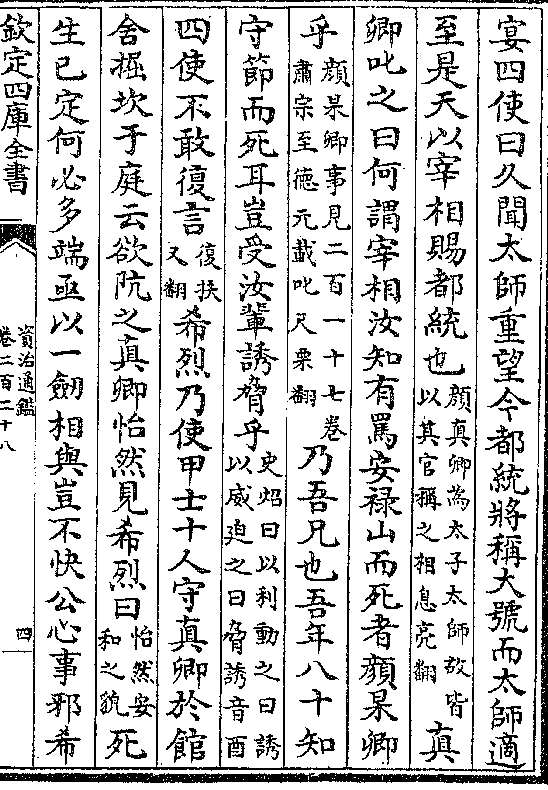 宴四使曰久聞太師重望今都統將稱大號而太師適
至是天以宰相賜都統也顏真卿為太子太師故皆以其官稱之相息亮翻真
卿叱之曰何謂宰相汝知有罵安祿山而死者顏杲卿
乎顏杲卿事見二百一十七卷肅宗至德元載叱尺栗翻乃吾兄也吾年八十知
守節而死耳豈受汝輩誘脅乎史炤曰以利動之曰誘以威迫之曰脅誘音酉
四使不敢復言復扶又翻希烈乃使甲士十人守真卿於館
舍掘坎于庭云欲阬之真卿怡然見希烈曰怡然安和之貌死
生已定何必多端亟以一劒相與豈不快公心事邪希
欽定四庫全書
資治通鑑
卷二百二十八
四